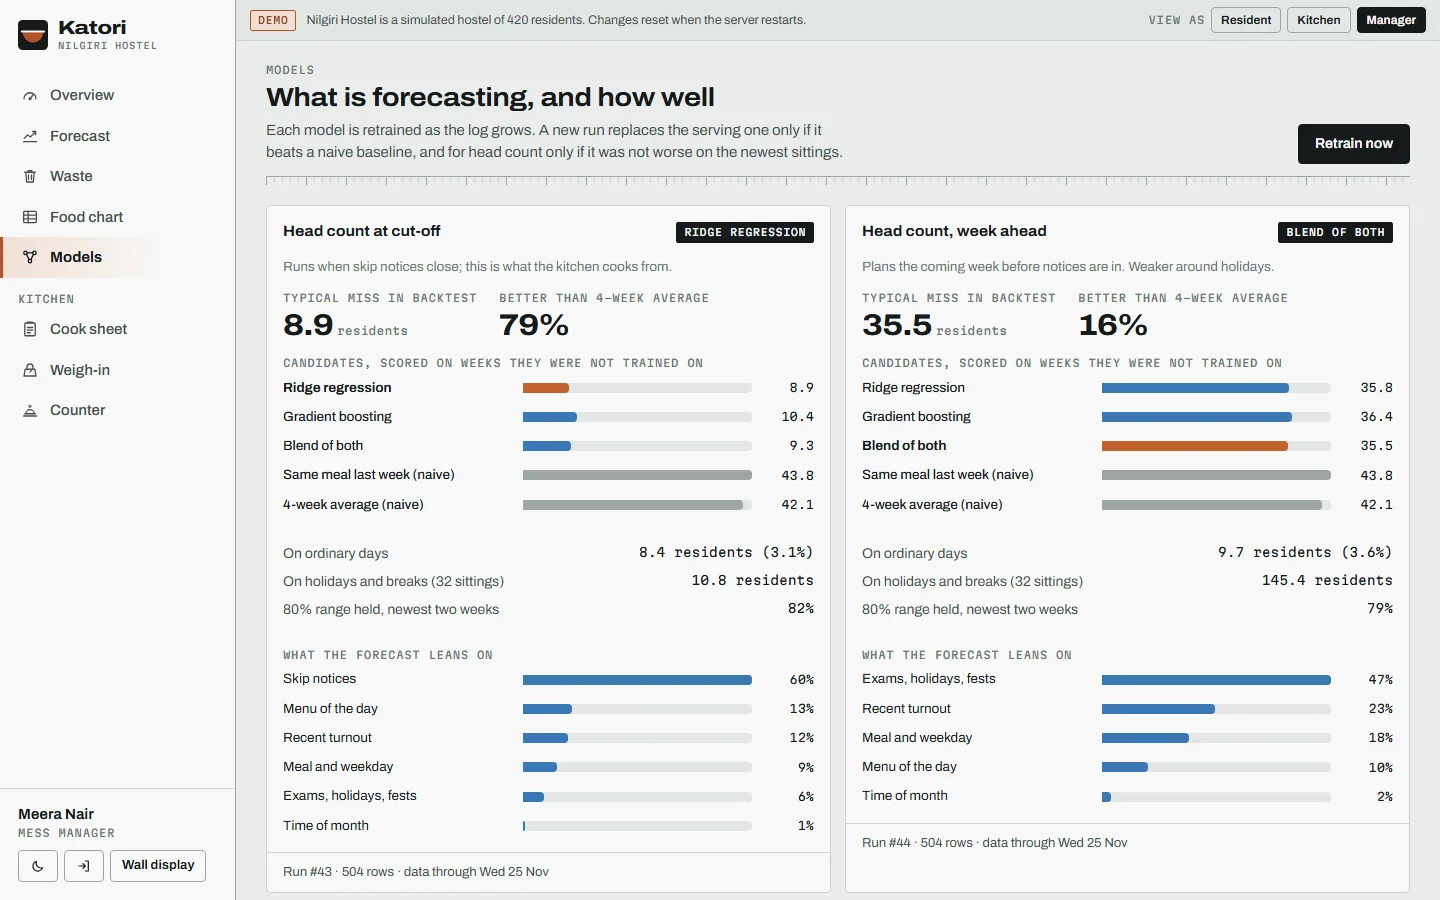 Katori
NILGIRI HOSTEL
Overview
Forecast
Waste
Food chart
Models
KITCHEN
Cook sheet
Weigh-in
Counter
Meera Nair
MESS MANAGER
Wall display
DEMO Nilgiri Hostel is a simulated hostel of 420 residents. Changes reset when the server restarts.
VIEW AS Resident Kitchen Manager
MODELS
What is forecasting, and how well
Each model is retrained as the log grows. A new run replaces the serving one only if it
beats a naive baseline, and for head count only if it was not worse on the newest sittings.
Retrain now
Head count at cut-off RIDGE REGRESSION
Runs when skip notices close; this is what the kitchen cooks from.
TYPICAL MISS IN BACKTEST BETTER THAN 4-WEEK AVERAGE
8.9 residents 79%
CANDIDATES, SCORED ON WEEKS THEY WERE NOT TRAINED ON
Ridge regression 8.9
Gradient boosting 10.4
Blend of both 9.3
Same meal last week (naive) 43.8
4-week average (naive) 42.1
On ordinary days 8.4 residents (3.1%)
On holidays and breaks (32 sittings) 10.8 residents
80% range held, newest two weeks 82%
WHAT THE FORECAST LEANS ON
Skip notices 60%
Menu of the day 13%
Recent turnout 12%
Meal and weekday 9%
Exams, holidays, fests 6%
Time of month 1%
Run #43 · 504 rows · data through Wed 25 Nov
Head count, week ahead BLEND OF BOTH
Plans the coming week before notices are in. Weaker around holidays.
TYPICAL MISS IN BACKTEST BETTER THAN 4-WEEK AVERAGE
35.5 residents 16%
CANDIDATES, SCORED ON WEEKS THEY WERE NOT TRAINED ON
Ridge regression 35.8
Gradient boosting 36.4
Blend of both 35.5
Same meal last week (naive) 43.8
4-week average (naive) 42.1
On ordinary days 9.7 residents (3.6%)
On holidays and breaks (32 sittings) 145.4 residents
80% range held, newest two weeks 79%
WHAT THE FORECAST LEANS ON
Exams, holidays, fests 47%
Recent turnout 23%
Meal and weekday 18%
Menu of the day 10%
Time of month 2%
Run #44 · 504 rows · data through Wed 25 Nov